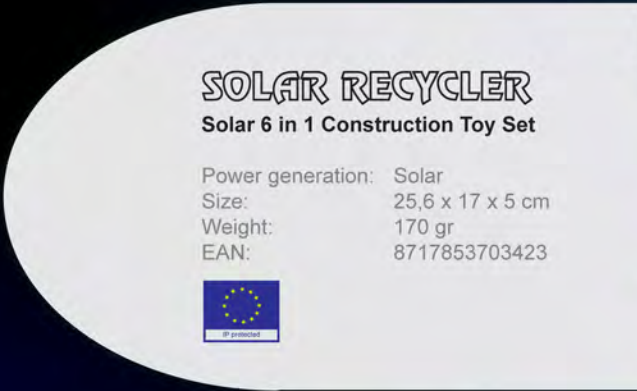 SOLAR RECYCLER
Solar 6 in 1 Construction Toy Set
Power generation: Solar
Size: 25,6 x 17 x 5 cm
Weight: 170 gr
EAN: 8717853703423
IP protected